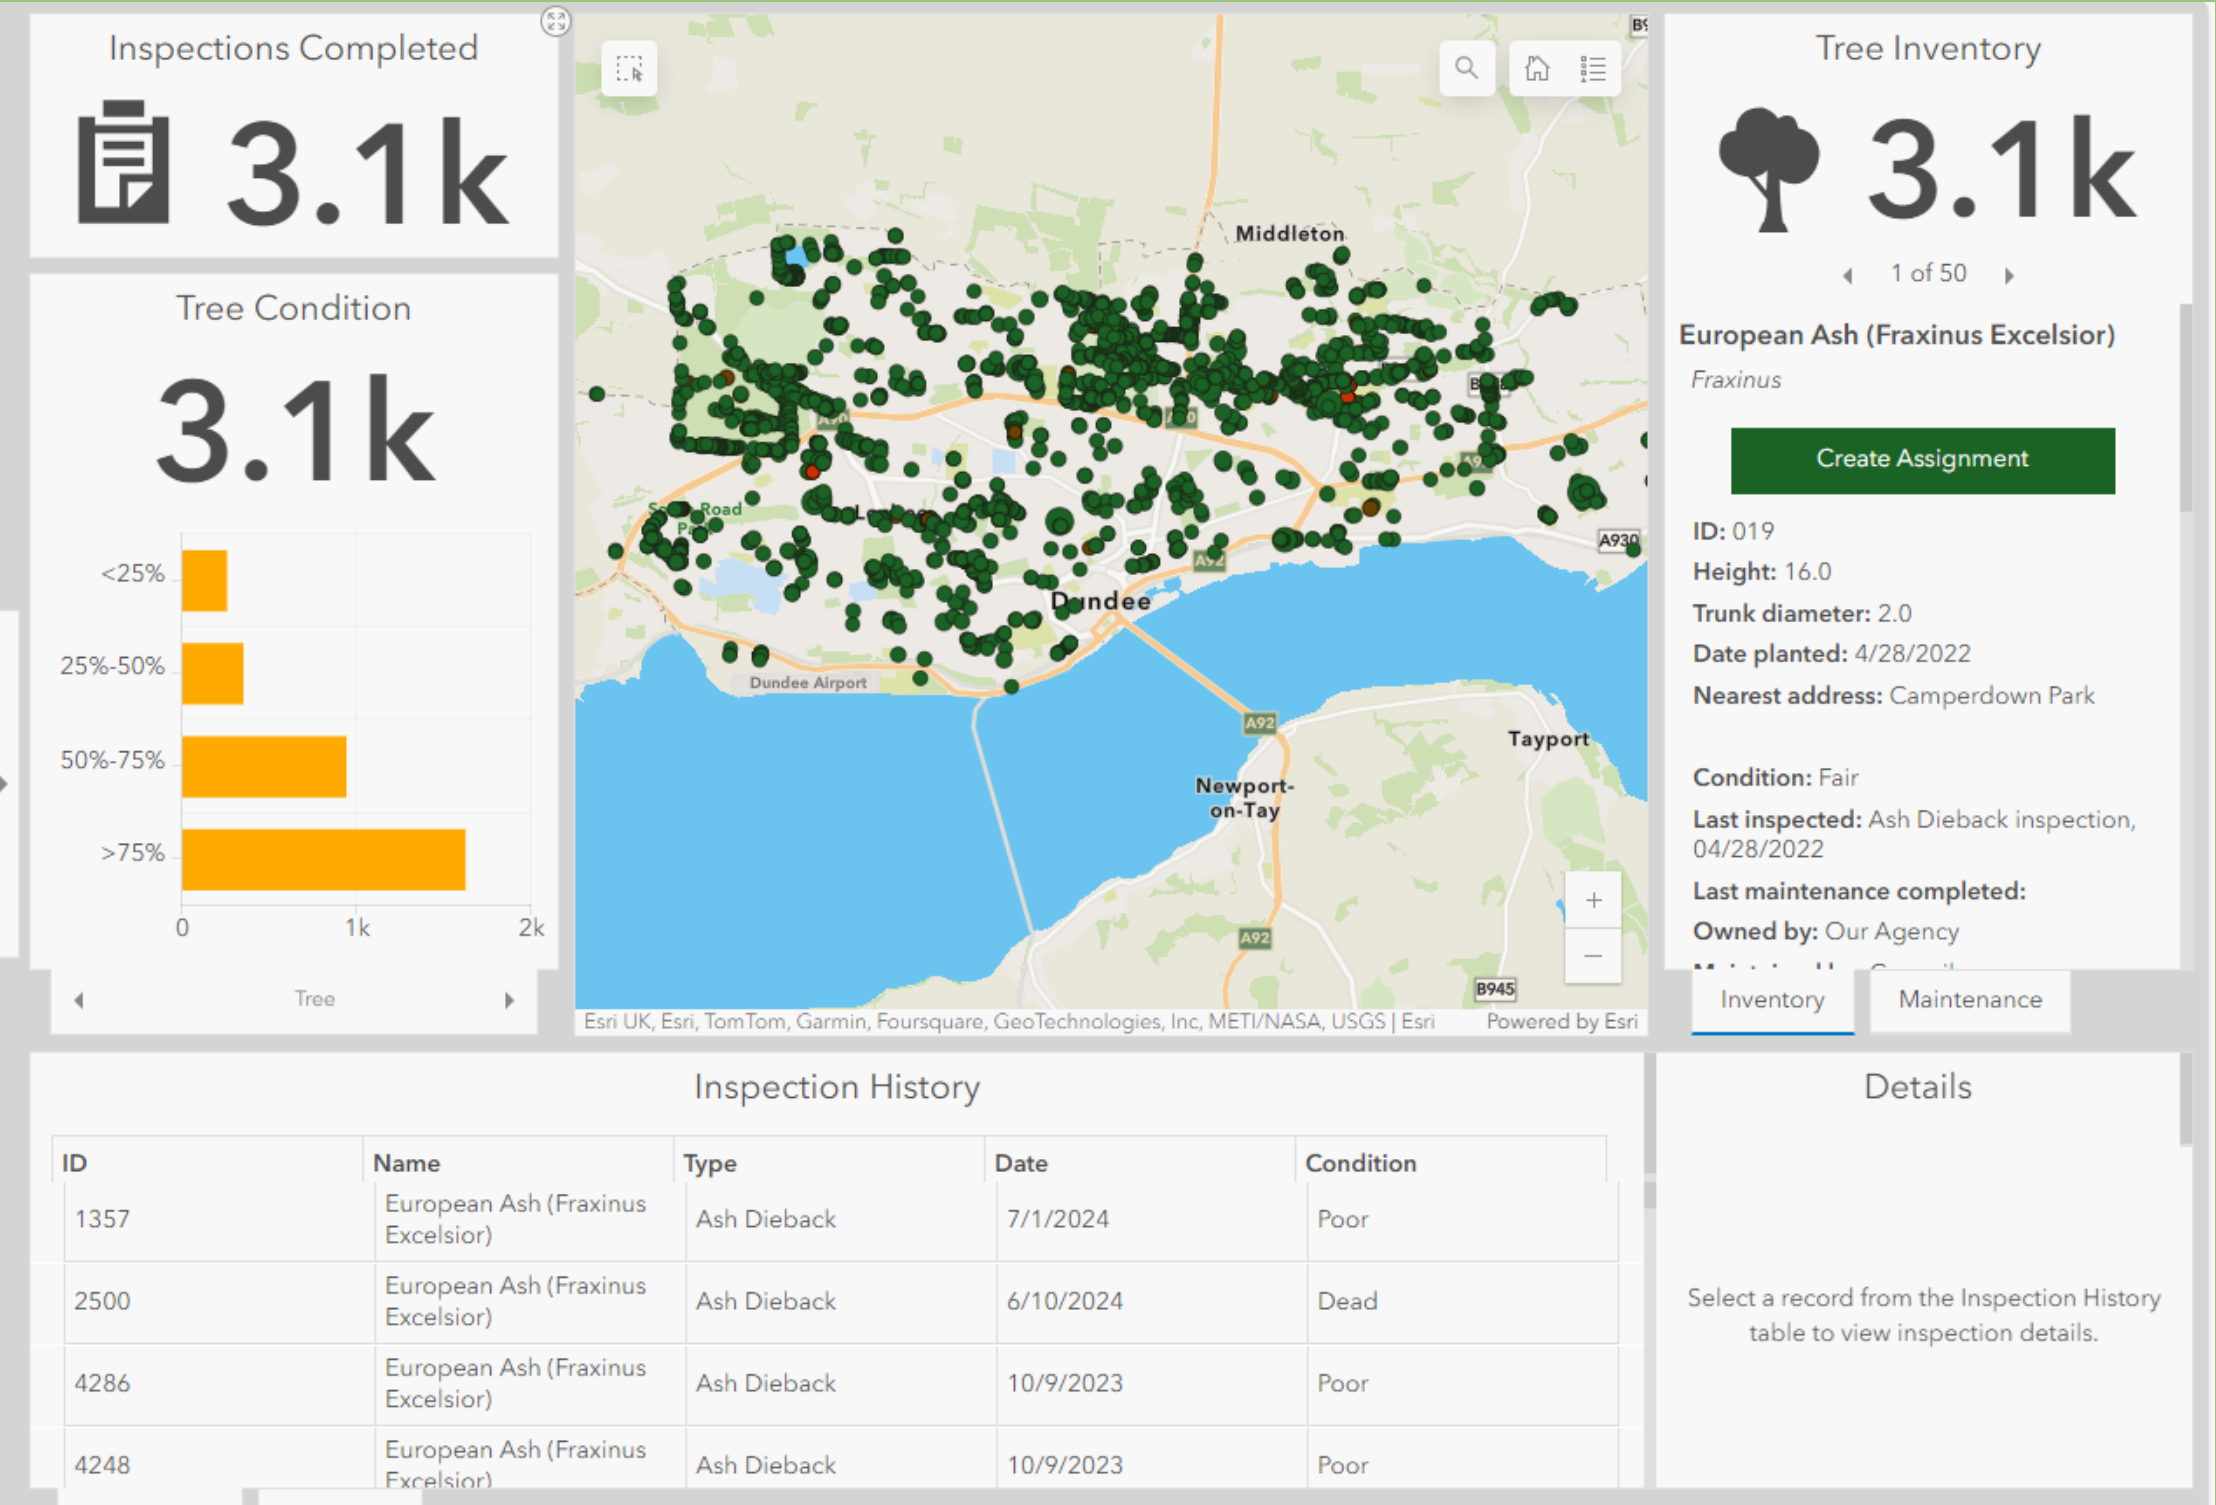 Inspections Completed
3.1k
Tree Condition
3.1k
<25%
25%-50%
50%-75%
>75%
0
1k
2k
Tree
Middleton
A90
South Road
Dundee
Dundee Airport
A92
A930
A92
Newport-
on-Tay
Tayport
A92
B945
Esri UK, Esri, TomTom, Garmin, Foursquare, GeoTechnologies, Inc, METI/NASA, USGS | Esri
Powered by Esri
Tree Inventory
3.1k
1 of 50
European Ash (Fraxinus Excelsior)
Fraxinus
Create Assignment
ID: 019
Height: 16.0
Trunk diameter: 2.0
Date planted: 4/28/2022
Nearest address: Camperdown Park
Condition: Fair
Last inspected: Ash Dieback inspection,
04/28/2022
Last maintenance completed:
Owned by: Our Agency
Inventory
Maintenance
Inspection History
ID Name Type Date Condition
1357 European Ash (Fraxinus Excelsior) Ash Dieback 7/1/2024 Poor
2500 European Ash (Fraxinus Excelsior) Ash Dieback 6/10/2024 Dead
4286 European Ash (Fraxinus Excelsior) Ash Dieback 10/9/2023 Poor
4248 European Ash (Fraxinus Excelsior) Ash Dieback 10/9/2023 Poor
Details
Select a record from the Inspection History
table to view inspection details.